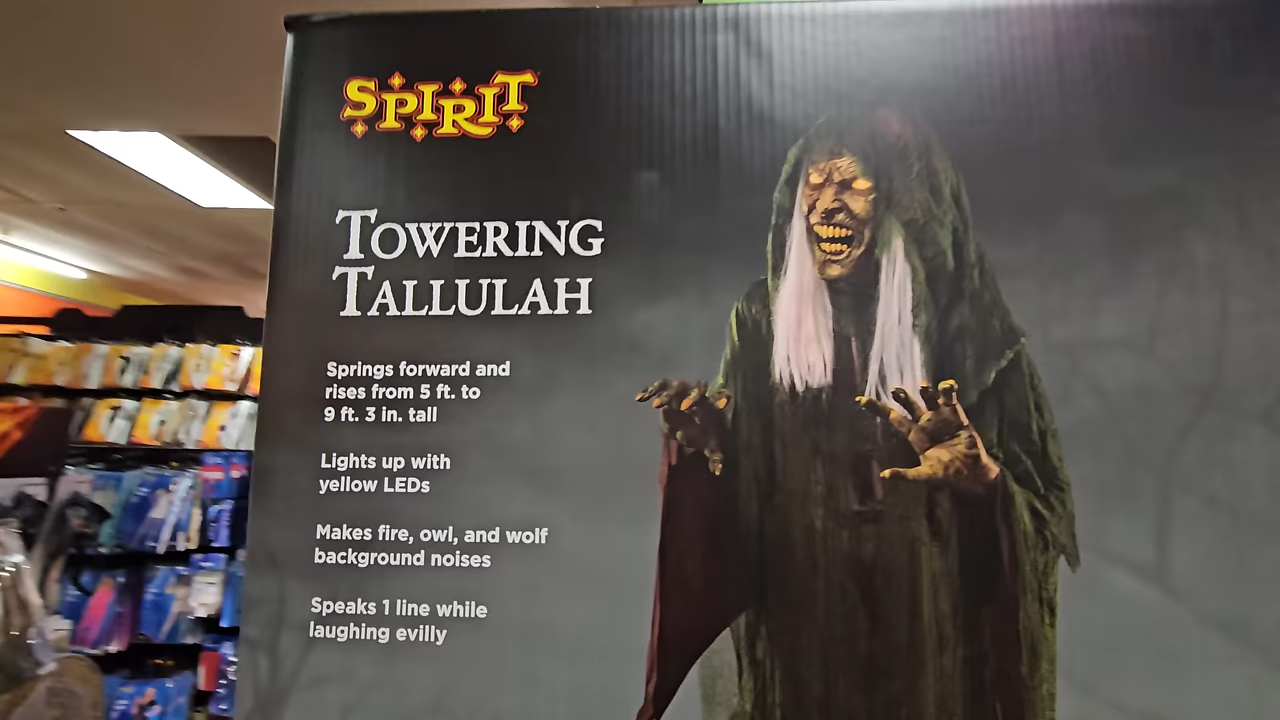 SPIRIT
TOWERING
TALLULAH
Springs forward and
rises from 5 ft. to
9 ft. 3 in. tall
Lights up with
yellow LEDs
Makes fire, owl, and wolf
background noises
Speaks 1 line while
laughing evilly